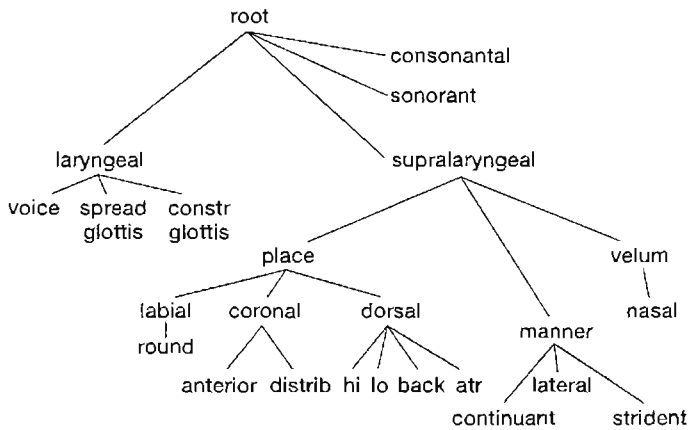 root
consonantal
sonorant
laryngeal
supralaryngeal
voice spread constr
glottis glottis
place
velum
labial coronal dorsal
nasal
manner
round
anterior distrib hi lo back atr
lateral
continuant strident